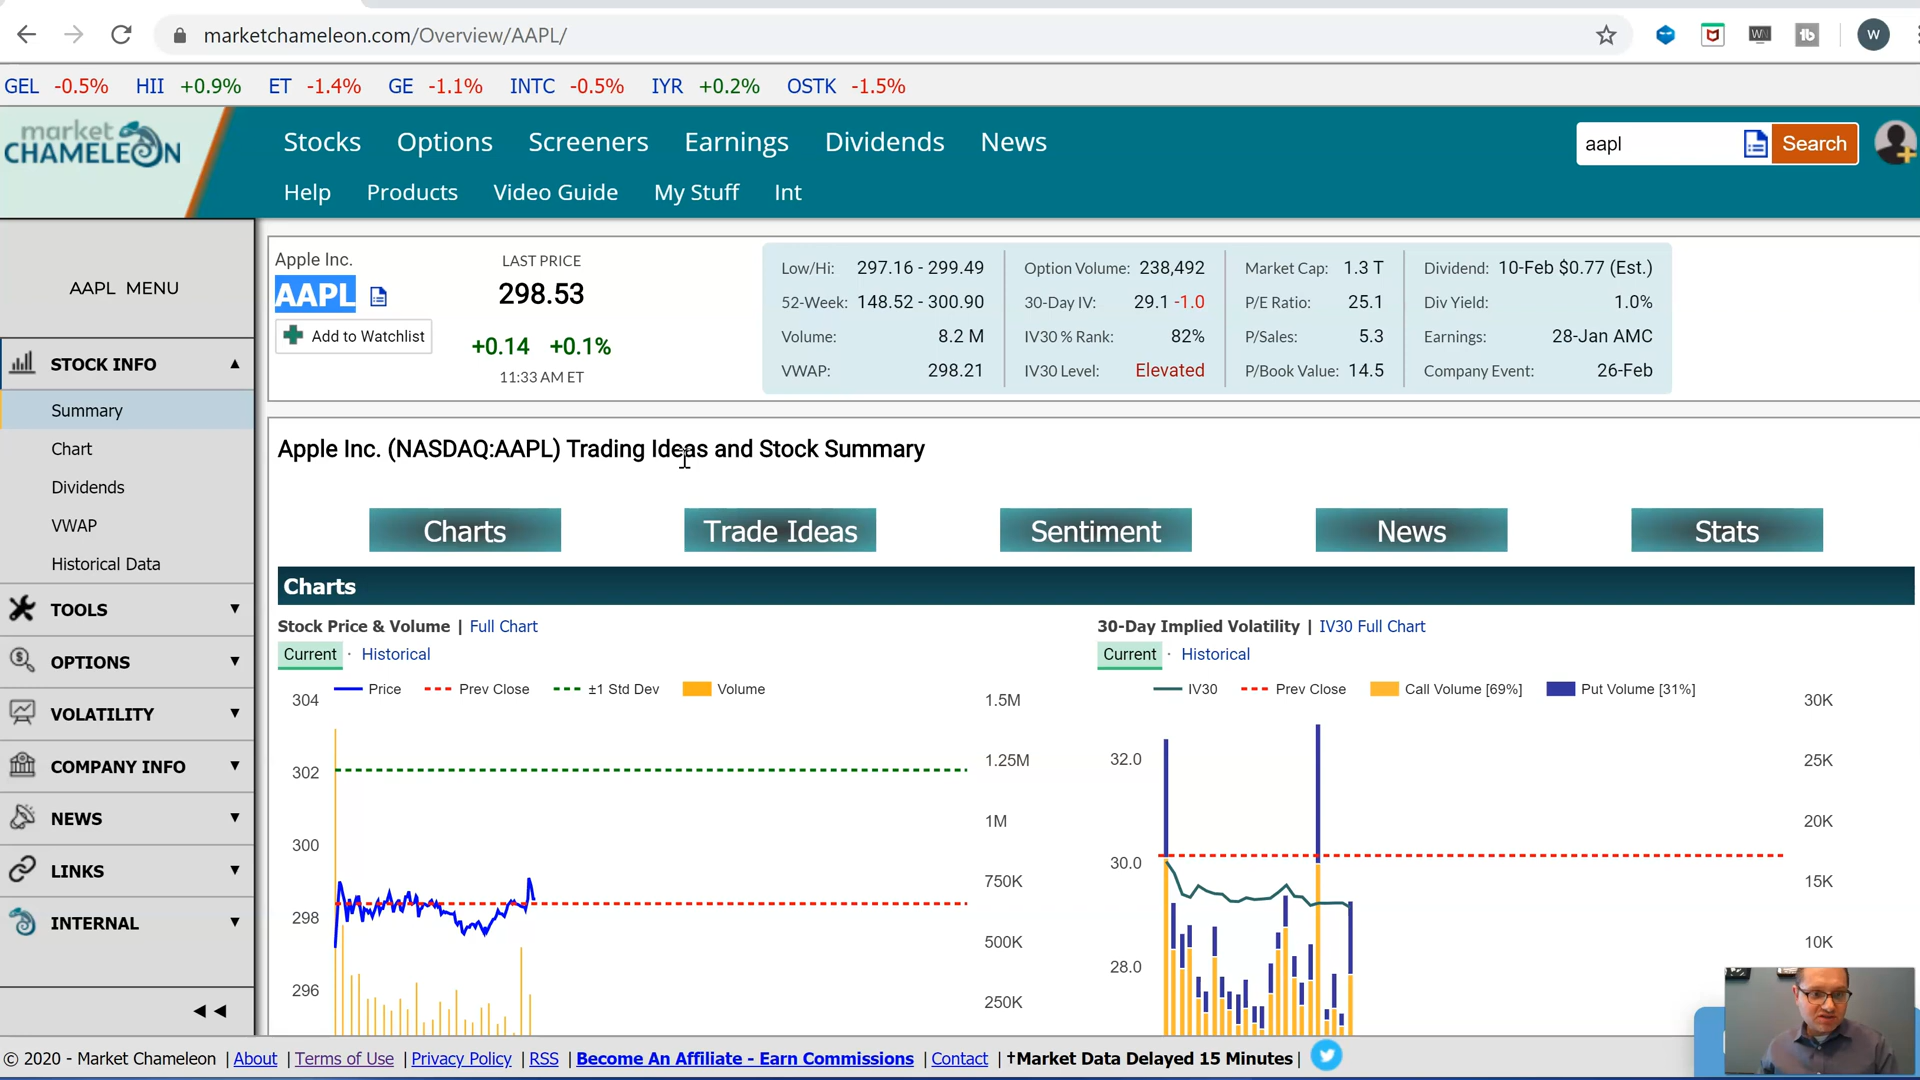 marketchameleon.com/Overview/AAPL/
W
GEL -0.5% HII +0.9% ET -1.4% GE -1.1% INTC -0.5% IYR +0.2% OSTK -1.5%
market CHAMELEON
Stocks Options Screeners Earnings Dividends News
aapl Search
Help Products Video Guide My Stuff Int
AAPL MENU
STOCK INFO
Summary
Chart
Dividends
VWAP
Historical Data
TOOLS
OPTIONS
VOLATILITY
COMPANY INFO
NEWS
LINKS
INTERNAL
Apple Inc.
AAPL
Add to Watchlist
LAST PRICE
298.53
+0.14 +0.1%
11:33 AM ET
Low/Hi: 297.16 - 299.49
52-Week: 148.52 - 300.90
Volume: 8.2 M
VWAP: 298.21
Option Volume: 238,492
30-Day IV: 29.1 -1.0
IV30 % Rank: 82%
IV30 Level: Elevated
Market Cap: 1.3 T
P/E Ratio: 25.1
P/Sales: 5.3
P/Book Value: 14.5
Dividend: 10-Feb $0.77 (Est.)
Div Yield: 1.0%
Earnings: 28-Jan AMC
Company Event: 26-Feb
Apple Inc. (NASDAQ:AAPL) Trading Ideas and Stock Summary
Charts Trade Ideas Sentiment News Stats
Charts
Stock Price & Volume | Full Chart
Current · Historical
Price Prev Close ±1 Std Dev Volume
304
302
300
298
296
1.5M
1.25M
1M
750K
500K
250K
30-Day Implied Volatility | IV30 Full Chart
Current · Historical
IV30 Prev Close Call Volume [69%] Put Volume [31%]
32.0
30.0
28.0
30K
25K
20K
15K
10K
© 2020 - Market Chameleon | About | Terms of Use | Privacy Policy | RSS | Become An Affiliate - Earn Commissions | Contact | †Market Data Delayed 15 Minutes |